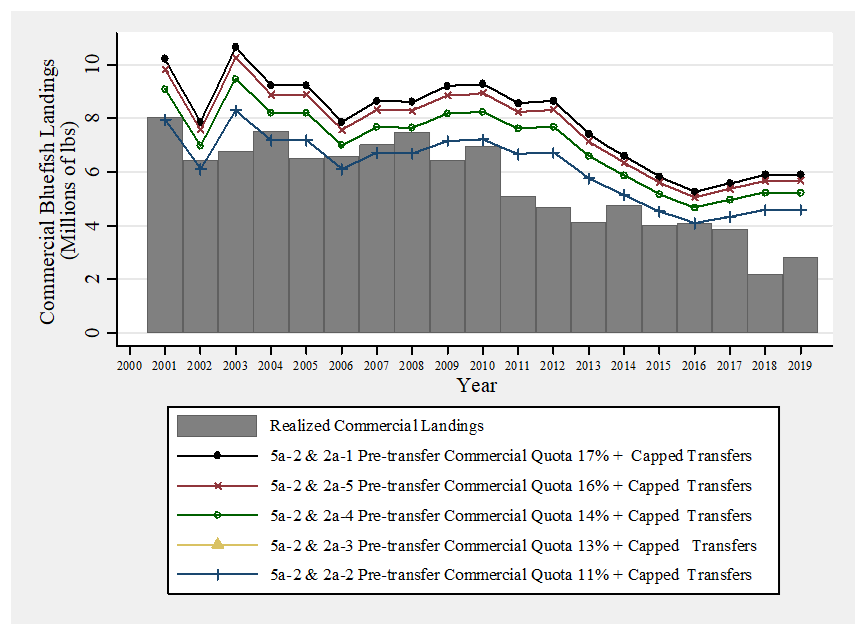 Commercial Bluefish Landings
(Millions of lbs)
10
8
6
4
2
0
2000 2001 2002 2003 2004 2005 2006 2007 2008 2009 2010 2011 2012 2013 2014 2015 2016 2017 2018 2019
Year
Realized Commercial Landings
5a-2 & 2a-1 Pre-transfer Commercial Quota 17% + Capped Transfers
5a-2 & 2a-5 Pre-transfer Commercial Quota 16% + Capped Transfers
5a-2 & 2a-4 Pre-transfer Commercial Quota 14% + Capped Transfers
5a-2 & 2a-3 Pre-transfer Commercial Quota 13% + Capped Transfers
5a-2 & 2a-2 Pre-transfer Commercial Quota 11% + Capped Transfers